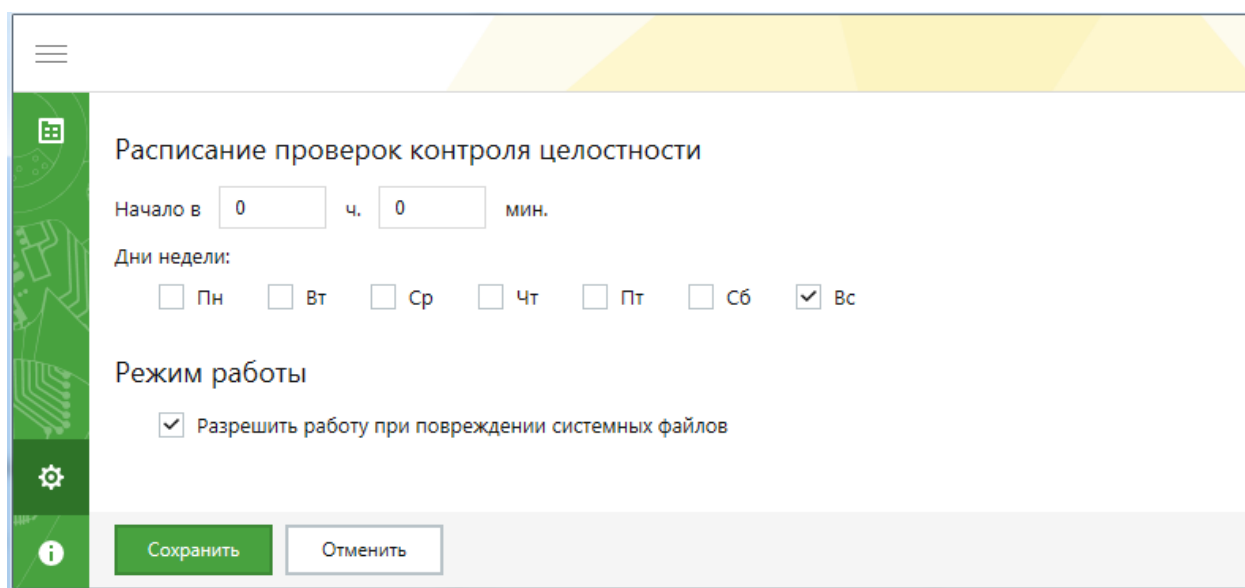 Расписание проверок контроля целостности
Начало в 0 ч. 0 мин.
Дни недели:
Пн Вт Ср Чт Пт Сб Вс
Режим работы
Разрешить работу при повреждении системных файлов
Сохранить Отменить